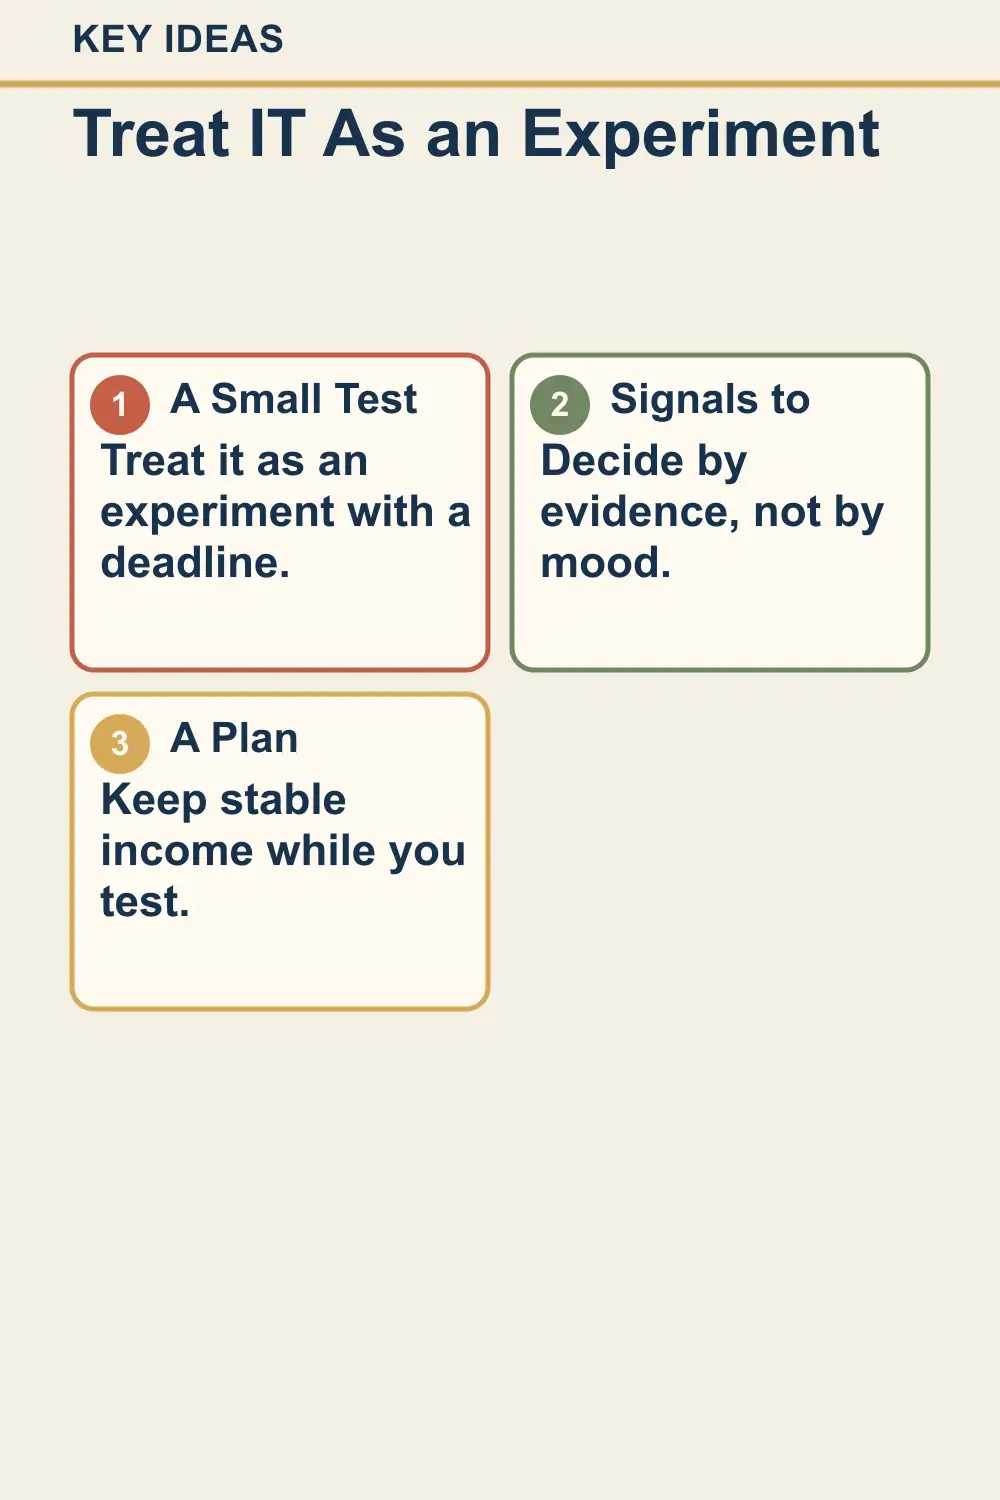 KEY IDEAS
Treat IT As an Experiment
1 A Small Test
Treat it as an
experiment with a
deadline.
2 Signals to
Decide by
evidence, not by
mood.
3 A Plan
Keep stable
income while you
test.